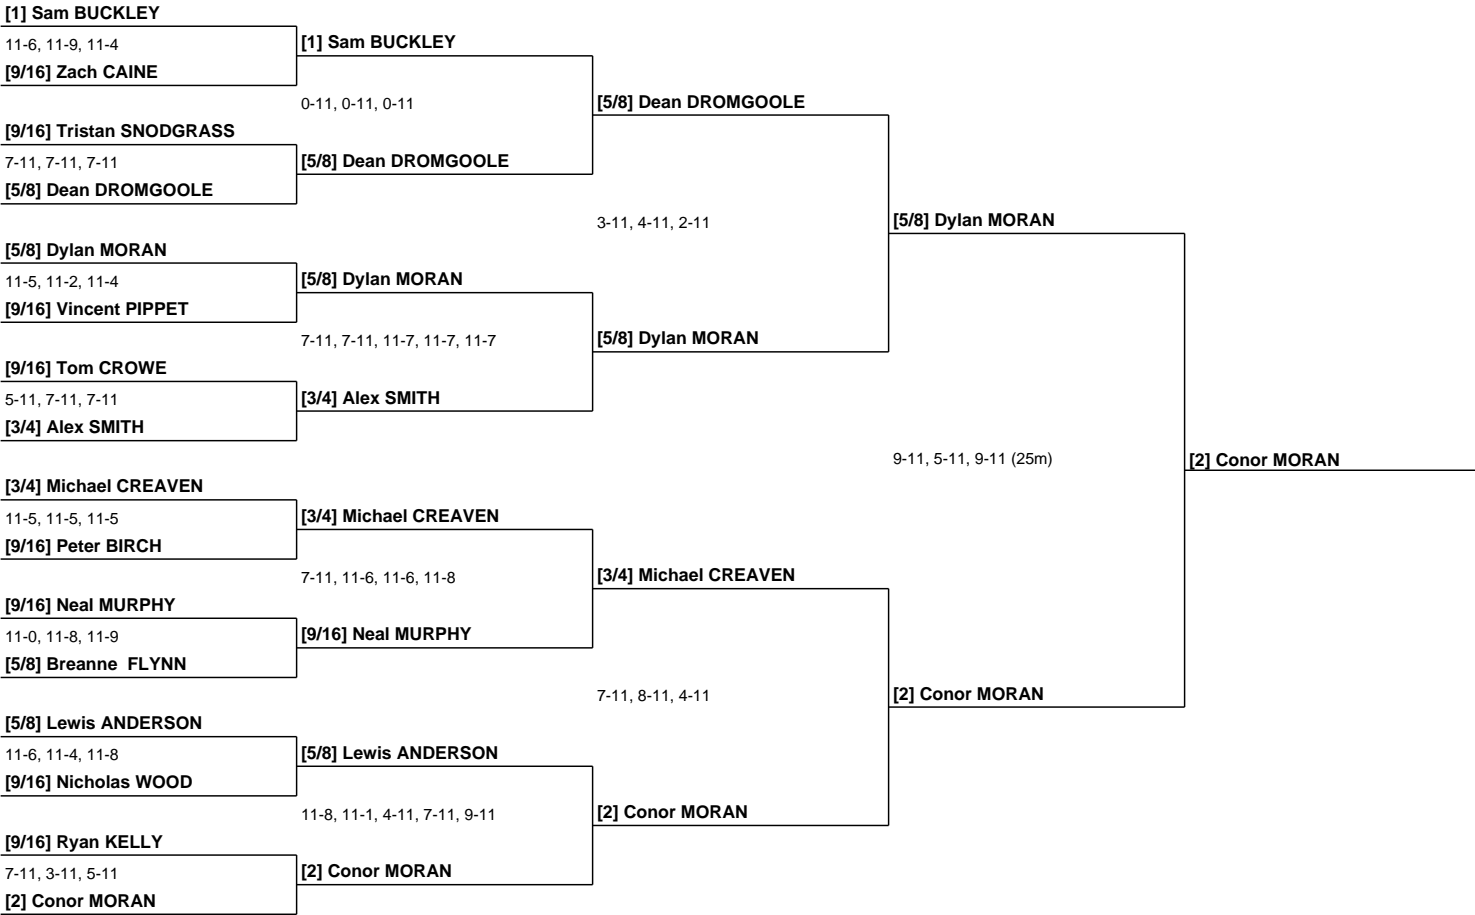 [1] Sam BUCKLEY
11-6, 11-9, 11-4
[9/16] Zach CAINE
[9/16] Tristan SNODGRASS
7-11, 7-11, 7-11
[5/8] Dean DROMGOOLE
[5/8] Dylan MORAN
11-5, 11-2, 11-4
[9/16] Vincent PIPPET
[9/16] Tom CROWE
5-11, 7-11, 7-11
[3/4] Alex SMITH
[3/4] Michael CREAVEN
11-5, 11-5, 11-5
[9/16] Peter BIRCH
[9/16] Neal MURPHY
11-0, 11-8, 11-9
[5/8] Breanne  FLYNN
[5/8] Lewis ANDERSON
11-6, 11-4, 11-8
[9/16] Nicholas WOOD
[9/16] Ryan KELLY
7-11, 3-11, 5-11
[2] Conor MORAN
[1] Sam BUCKLEY
0-11, 0-11, 0-11
[5/8] Dean DROMGOOLE
[5/8] Dylan MORAN
7-11, 7-11, 11-7, 11-7, 11-7
[3/4] Alex SMITH
[3/4] Michael CREAVEN
7-11, 11-6, 11-6, 11-8
[9/16] Neal MURPHY
[5/8] Lewis ANDERSON
11-8, 11-1, 4-11, 7-11, 9-11
[2] Conor MORAN
[5/8] Dean DROMGOOLE
3-11, 4-11, 2-11
[5/8] Dylan MORAN
[3/4] Michael CREAVEN
7-11, 8-11, 4-11
[2] Conor MORAN
[5/8] Dylan MORAN
9-11, 5-11, 9-11 (25m)
[2] Conor MORAN
[2] Conor MORAN